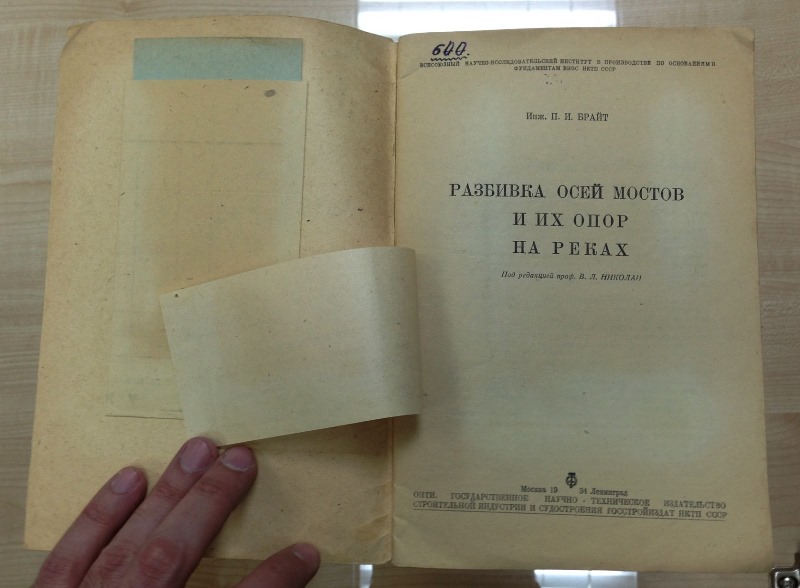 600.
ВСЕСОЮЗНЫЙ НАУЧНО-ИССЛЕДОВАТЕЛЬСКИЙ ИНСТИТУТ В ПРОИЗВОДСТВЕ ПО ОСНОВАНИЯМ И
ФУНДАМЕНТАМ ВИОС НКТП СССР
Инж. П. И. БРАЙТ
РАЗБИВКА ОСЕЙ МОСТОВ
И ИХ ОПОР
НА РЕКАХ
Под редакцией проф. В. Л. НИКОЛАИ
Москва 19 34 Ленинград
ОНТИ. ГОСУДАРСТВЕННОЕ НАУЧНО-ТЕХНИЧЕСКОЕ ИЗДАТЕЛЬСТВО
СТРОИТЕЛЬНОЙ ИНДУСТРИИ И СУДОСТРОЕНИЯ ГОССТРОЙИЗДАТ НКТП СССР